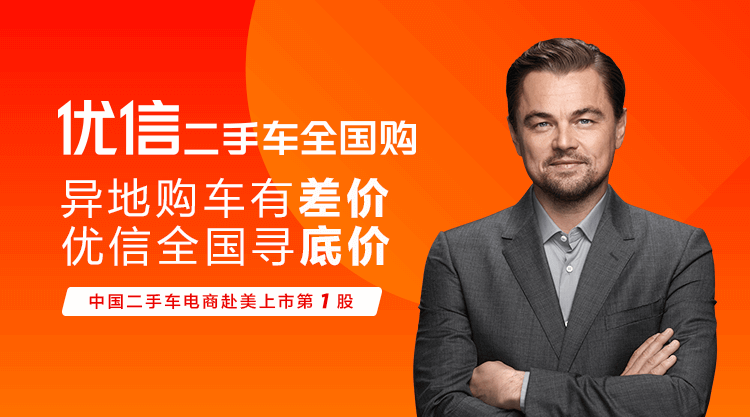 优信二手车全国购
异地购车有差价
优信全国寻底价
中国二手车电商赴美上市第1股